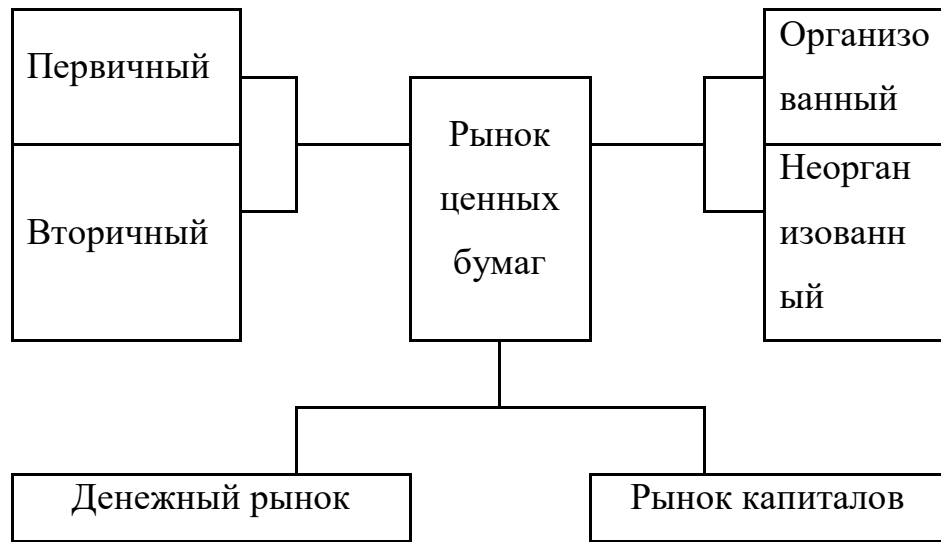 Первичный
Вторичный
Рынок
ценных
бумаг
Организо
ванный
Неорган
изованн
ый
Денежный рынок
Рынок капиталов